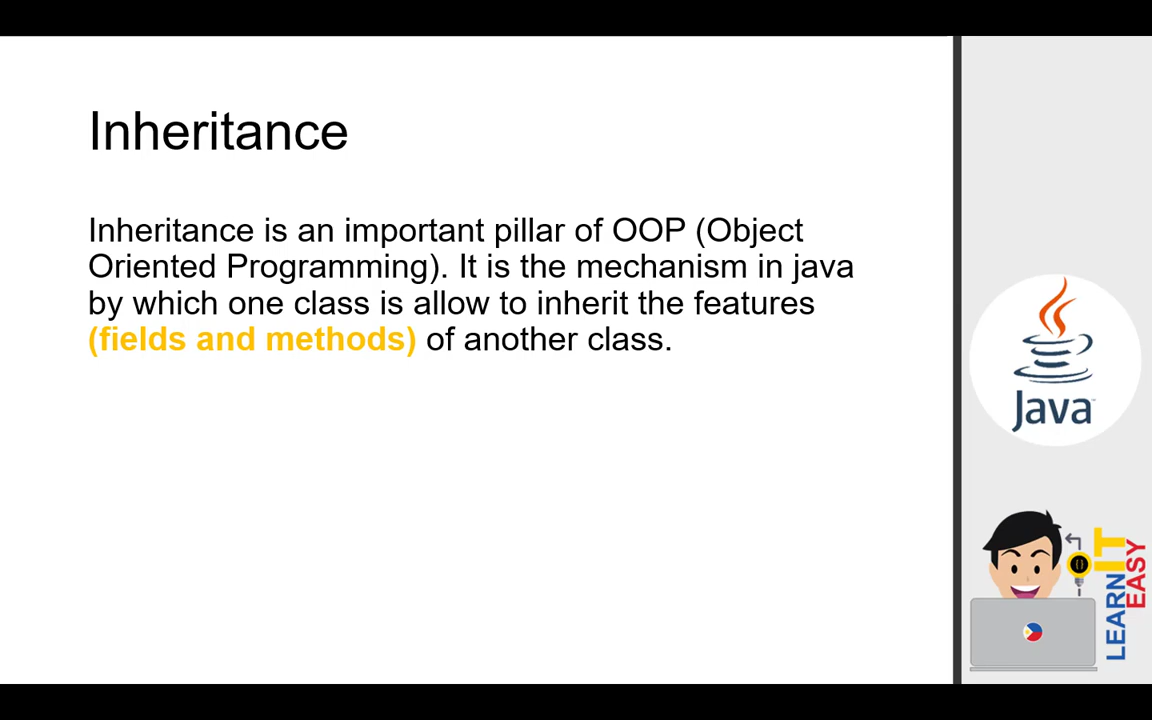 Inheritance
Inheritance is an important pillar of OOP (Object
Oriented Programming). It is the mechanism in java
by which one class is allow to inherit the features
(fields and methods) of another class.
Java™
LEARN IT
EASY